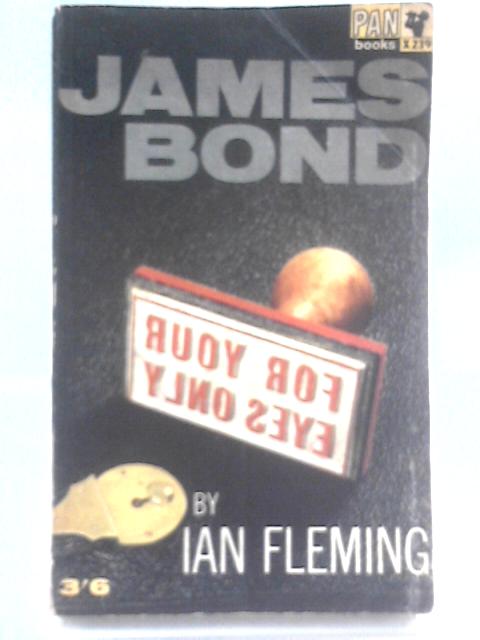 PAN
books X 239
JAMES
BOND
FOR YOUR
EYES ONLY
BY
IAN FLEMING
3'6